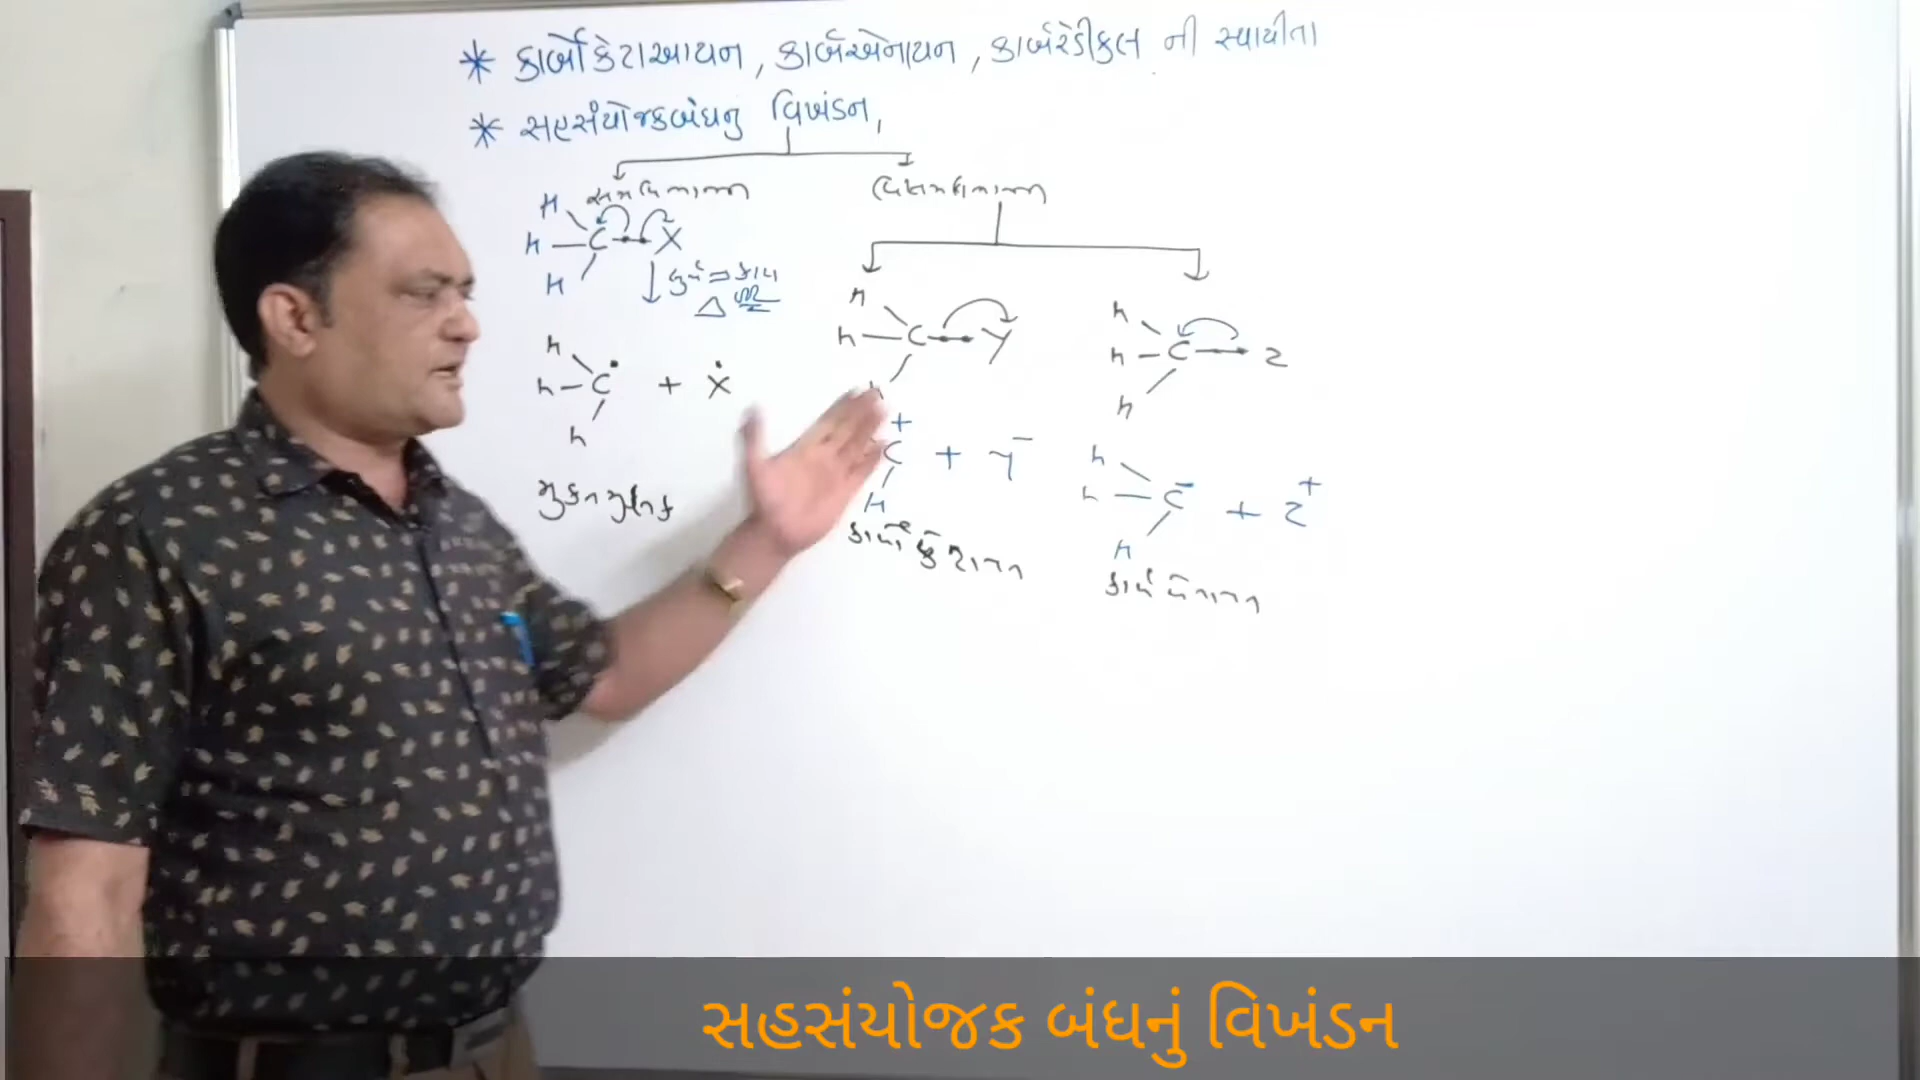 * કાર્બોકેટાઆયન, કાર્બએનાયન, કાર્બરેડીકલ ની સ્થાયીતા
* સહસંયોજકબંધનું વિખંડન,
સમવિભાજન
વિષમવિભાજન
H
H — C — X
H
△
H
H — C — Y
H
H — C — Z
H
H
H — C• + Ẋ
H
C⁺ + Y⁻
H
H
H — C⁻ + Z⁺
H
મુક્તમુલક
કાર્બોકેટાયન
કાર્બએનાયન
સહસંયોજક બંધનું વિખંડન